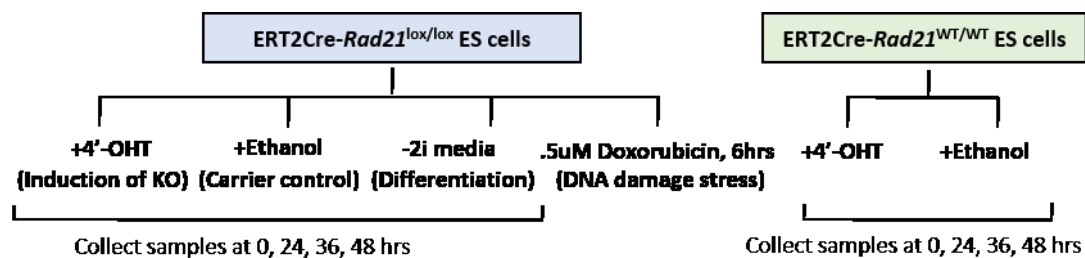 ERT2Cre-Rad21lox/lox ES cells ERT2Cre-Rad21WT/WT ES cells
+4'-OHT +Ethanol -2i media .5uM Doxorubicin, 6hrs +4'-OHT +Ethanol
(Induction of KO) (Carrier control) (Differentiation) (DNA damage stress)
Collect samples at 0, 24, 36, 48 hrs Collect samples at 0, 24, 36, 48 hrs